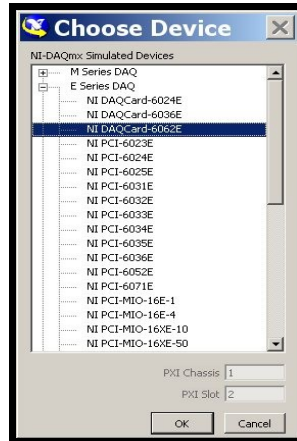 Choose Device
NI-DAQmx Simulated Devices
M Series DAQ
E Series DAQ
NI DAQCard-6024E
NI DAQCard-6036E
NI DAQCard-6062E
NI PCI-6023E
NI PCI-6024E
NI PCI-6025E
NI PCI-6031E
NI PCI-6032E
NI PCI-6033E
NI PCI-6034E
NI PCI-6035E
NI PCI-6036E
NI PCI-6052E
NI PCI-6071E
NI PCI-MIO-16E-1
NI PCI-MIO-16E-4
NI PCI-MIO-16XE-10
NI PCI-MIO-16XE-50
PXI Chassis 1
PXI Slot 2
OK Cancel